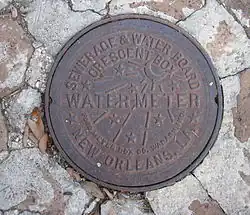 SEWERAGE & WATER BOARD
CRESCENT BOX
WATER METER
NEW ORLEANS, LA.